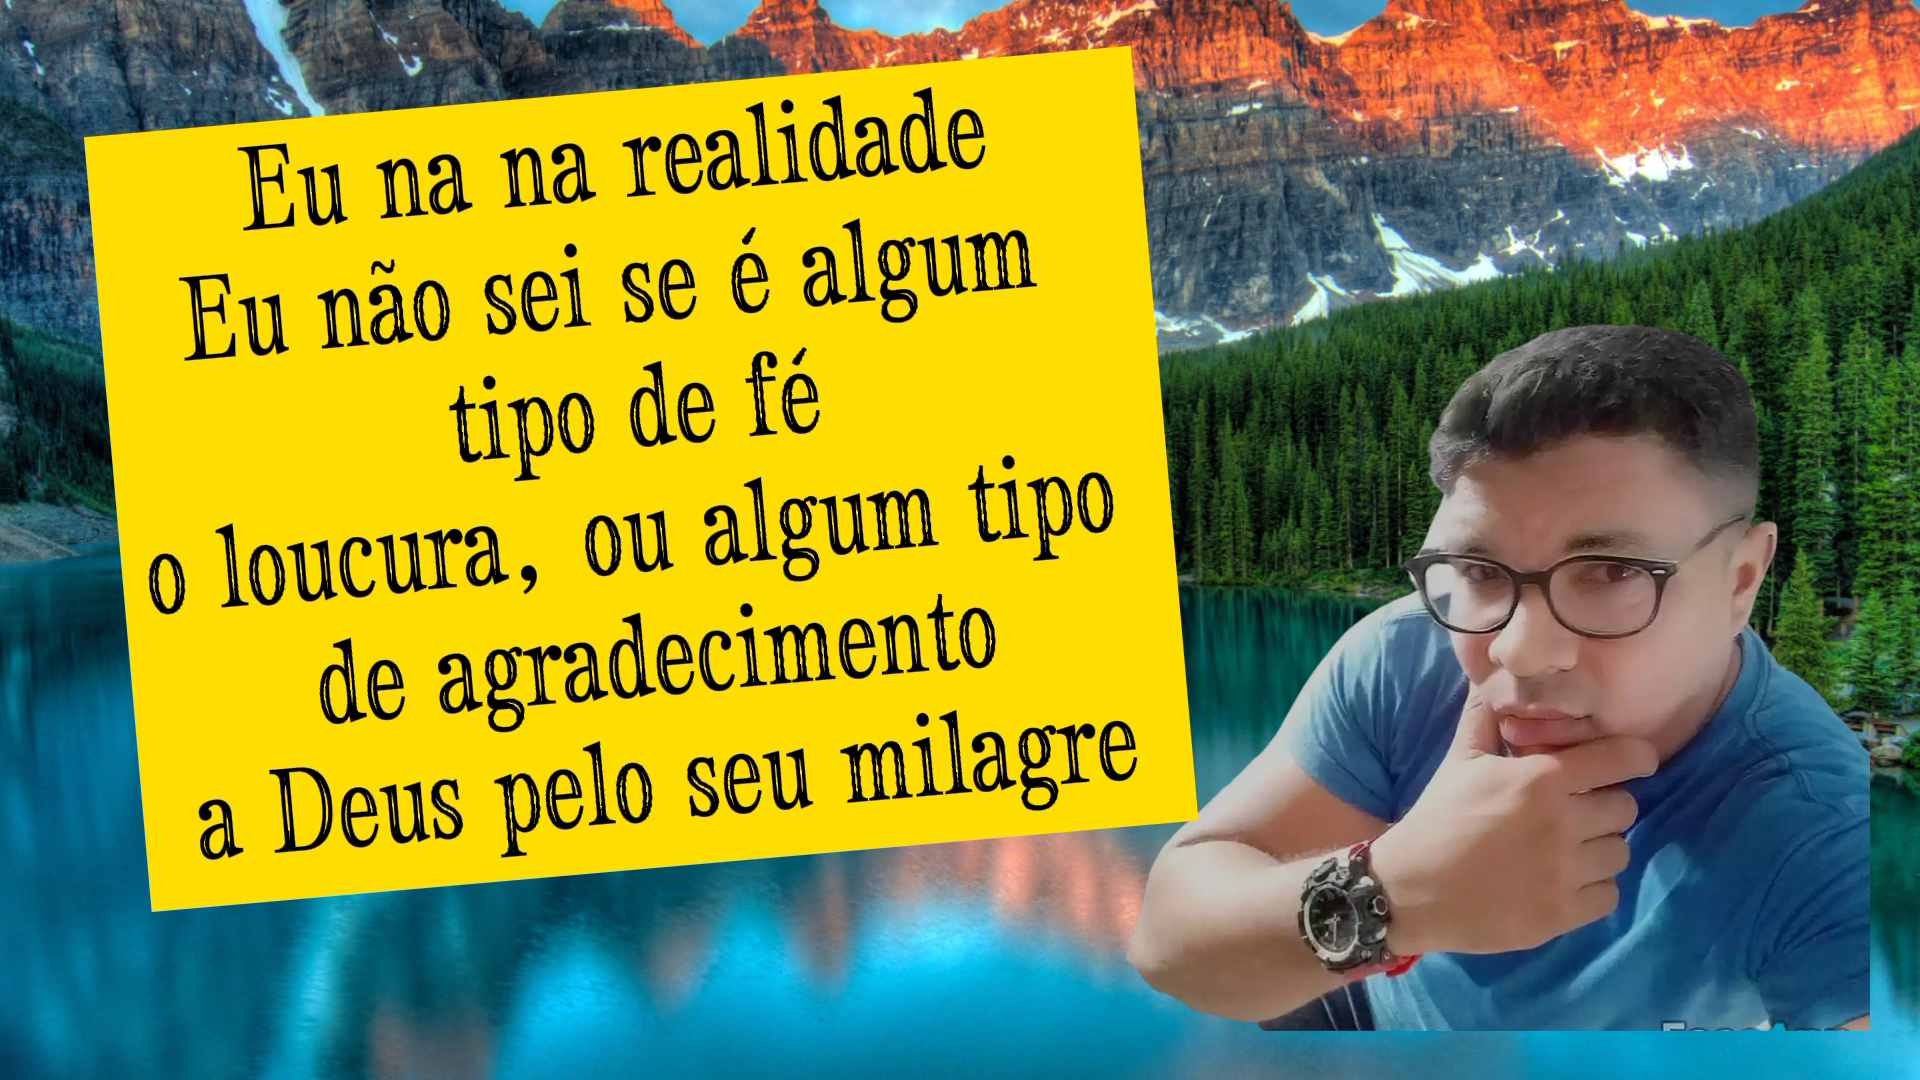 Eu na na realidade
Eu não sei se é algum
tipo de fé
o loucura, ou algum tipo
de agradecimento
a Deus pelo seu milagre